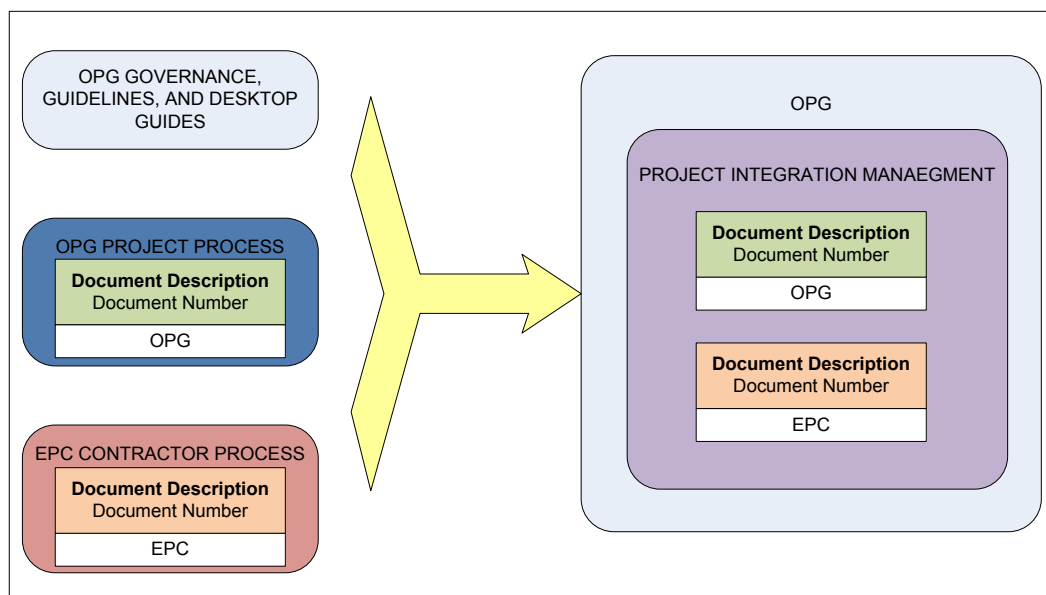 OPG GOVERNANCE,
GUIDELINES, AND DESKTOP
GUIDES
OPG PROJECT PROCESS
Document Description
Document Number
OPG
EPC CONTRACTOR PROCESS
Document Description
Document Number
EPC
OPG
PROJECT INTEGRATION MANAEGMENT
Document Description
Document Number
OPG
Document Description
Document Number
EPC